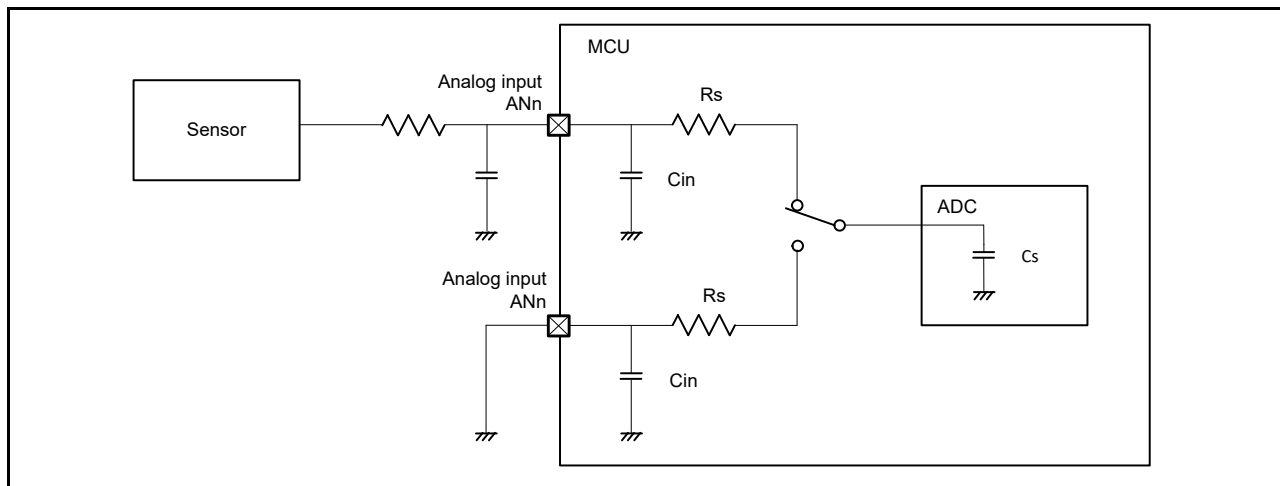 MCU
Analog input
ANn
Rs
Sensor
Cin
ADC
Cs
Analog input
ANn
Rs
Cin